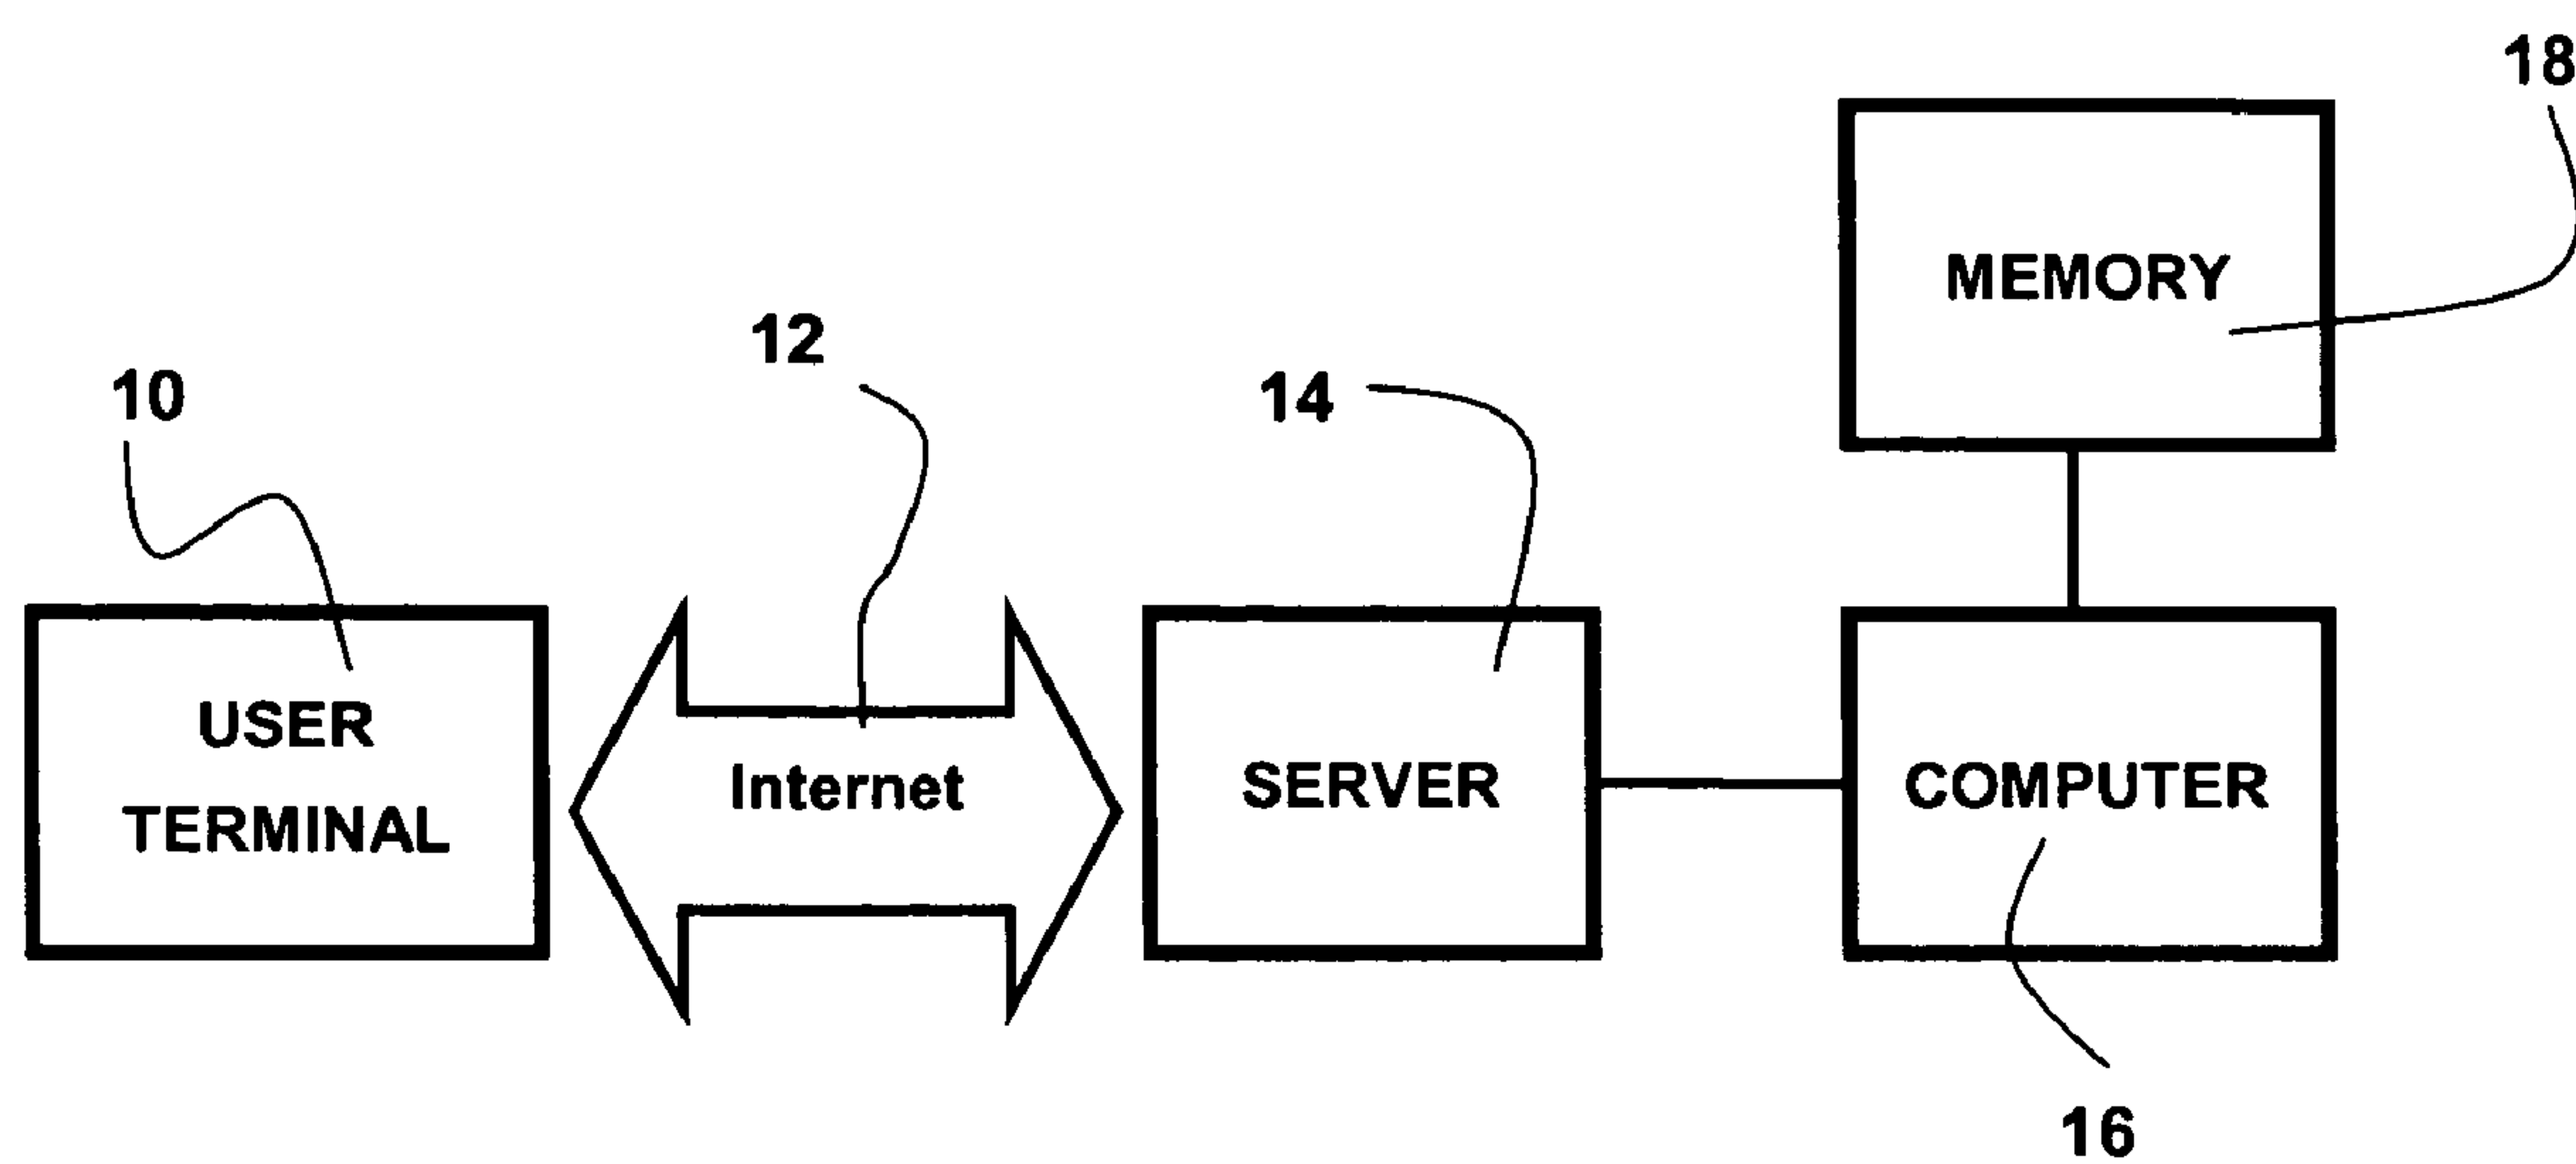 18
MEMORY
12
10
14
USER
TERMINAL
Internet
SERVER
COMPUTER
16